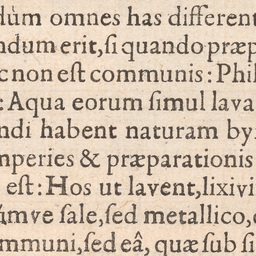 dùm omnes has different
ndum erit, ſi quando præp
c non eſt communis: Phil
: Aqua eorum ſimul lava
ndi habent naturam by
mperies & præparationis
eſt: Hos ut lavent, lixivi
úmve ſale, ſed metallico,
mmuni, ſed eâ, quæ ſub ſi